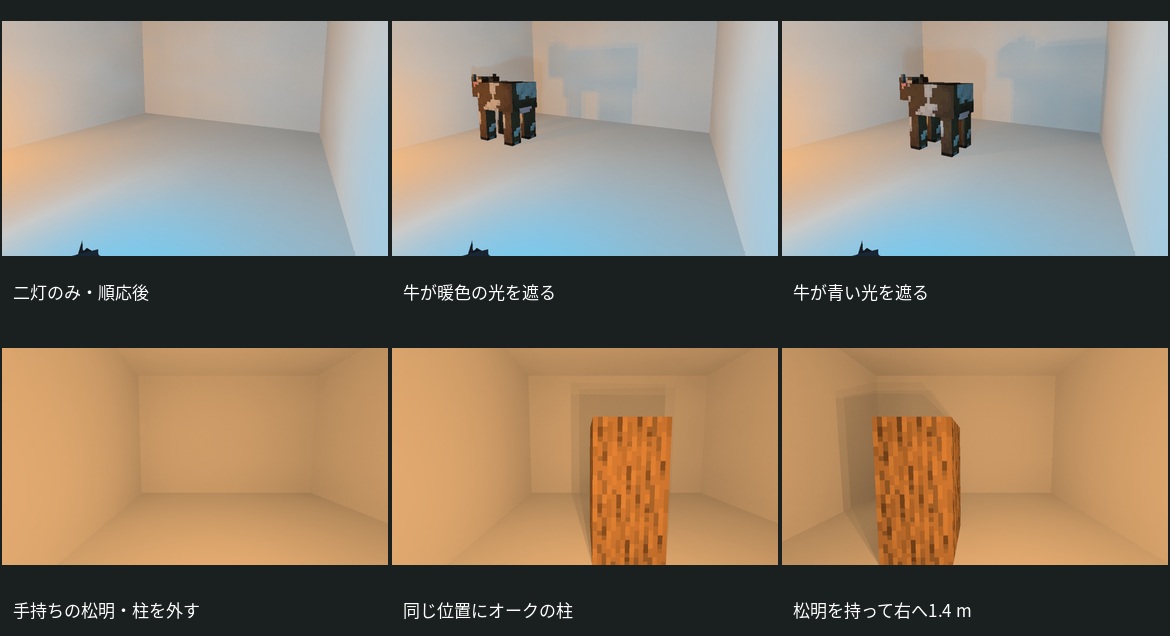 二灯のみ・順応後
牛が暖色の光を遮る
牛が青い光を遮る
手持ちの松明・柱を外す
同じ位置にオークの柱
松明を持って右へ1.4 m